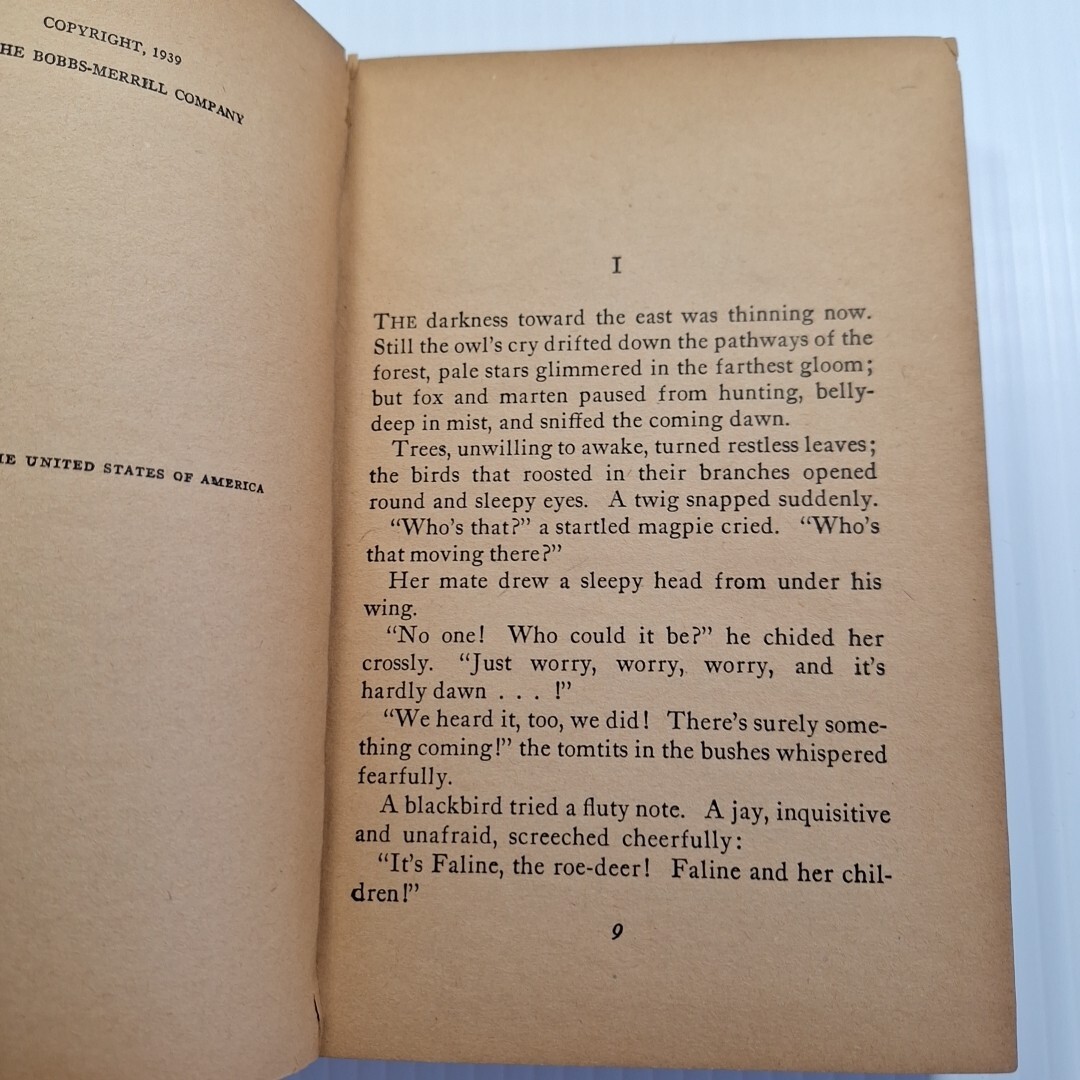 COPYRIGHT, 1939
HE BOBBS-MERRILL COMPANY
HE UNITED STATES OF AMERICA
I
THE darkness toward the east was thinning now.
Still the owl's cry drifted down the pathways of the
forest, pale stars glimmered in the farthest gloom;
but fox and marten paused from hunting, belly-
deep in mist, and sniffed the coming dawn.
Trees, unwilling to awake, turned restless leaves;
the birds that roosted in their branches opened
round and sleepy eyes. A twig snapped suddenly.
"Who's that?" a startled magpie cried. "Who's
that moving there?"
Her mate drew a sleepy head from under his
wing.
"No one! Who could it be?" he chided her
crossly. "Just worry, worry, worry, and it's
hardly dawn . . . !"
"We heard it, too, we did! There's surely some-
thing coming!" the tomtits in the bushes whispered
fearfully.
A blackbird tried a fluty note. A jay, inquisitive
and unafraid, screeched cheerfully:
"It's Faline, the roe-deer! Faline and her chil-
dren!"
9